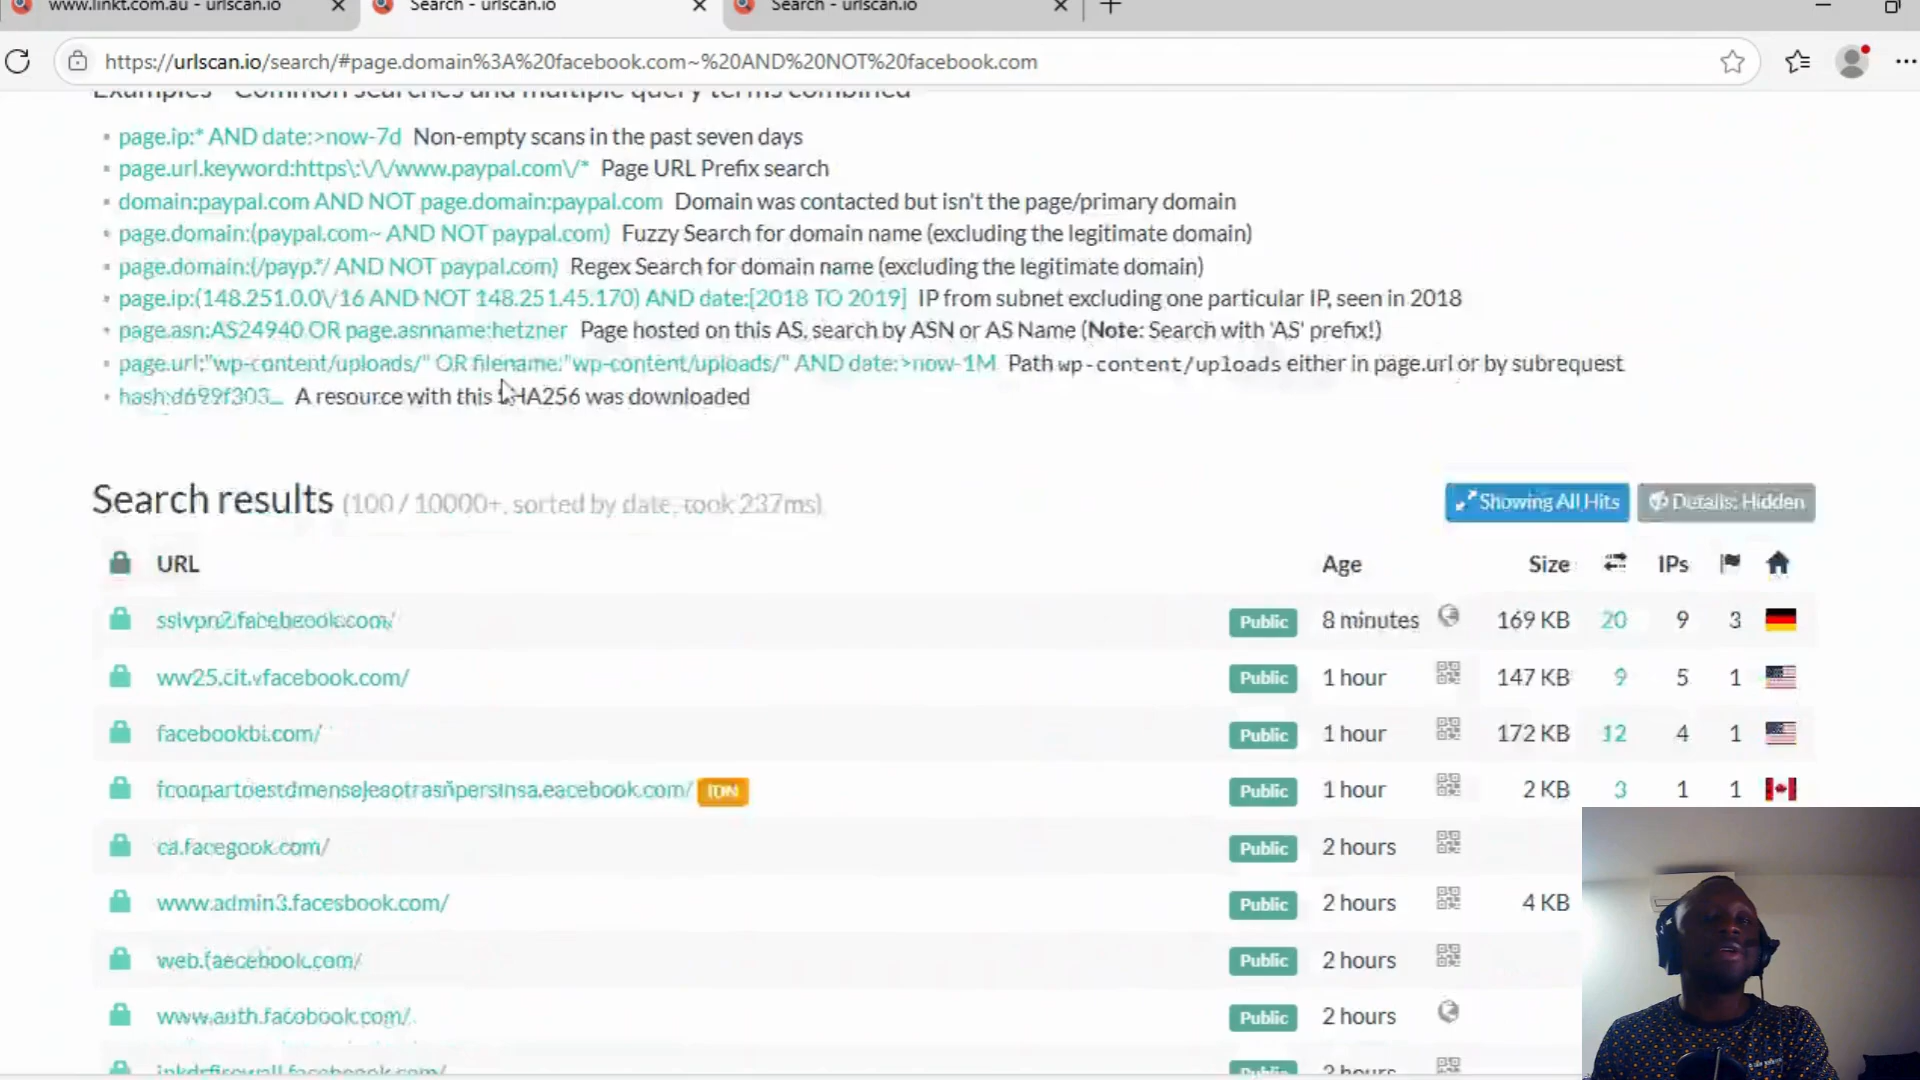 www.linkt.com.au - urlscan.io
Search - urlscan.io
Search - urlscan.io
https://urlscan.io/search/#page.domain%3A%20facebook.com~%20AND%20NOT%20facebook.com
Examples - Common searches and multiple query terms combined
page.ip:* AND date:>now-7d Non-empty scans in the past seven days
page.url.keyword:https\:\/\/www.paypal.com\/* Page URL Prefix search
domain:paypal.com AND NOT page.domain:paypal.com Domain was contacted but isn't the page/primary domain
page.domain:(paypal.com~ AND NOT paypal.com) Fuzzy Search for domain name (excluding the legitimate domain)
page.domain:(/payp.*/ AND NOT paypal.com) Regex Search for domain name (excluding the legitimate domain)
page.ip:(148.251.0.0\/16 AND NOT 148.251.45.170) AND date:[2018 TO 2019] IP from subnet excluding one particular IP, seen in 2018
page.asn:AS24940 OR page.asnname:hetzner Page hosted on this AS, search by ASN or AS Name (Note: Search with 'AS' prefix!)
page.url:"wp-content/uploads/" OR filename:"wp-content/uploads/" AND date:>now-1M Path wp-content/uploads either in page.url or by subrequest
hash:d699f303... A resource with this SHA256 was downloaded
Search results (100 / 10000+, sorted by date, took 237ms)
Showing All Hits Details: Hidden
URL Age Size IPs
Public 8 minutes 169 KB 20 9 3
ww25.cit.vfacebook.com/ Public 1 hour 147 KB 9 5 1
facebookbi.com/ Public 1 hour 172 KB 12 4 1
IDN Public 1 hour 2 KB 3 1 1
ca.facegook.com/ Public 2 hours
www.admin3.facesbook.com/ Public 2 hours 4 KB
Public 2 hours
www.auth.facobook.com/ Public 2 hours
Public 2 hours